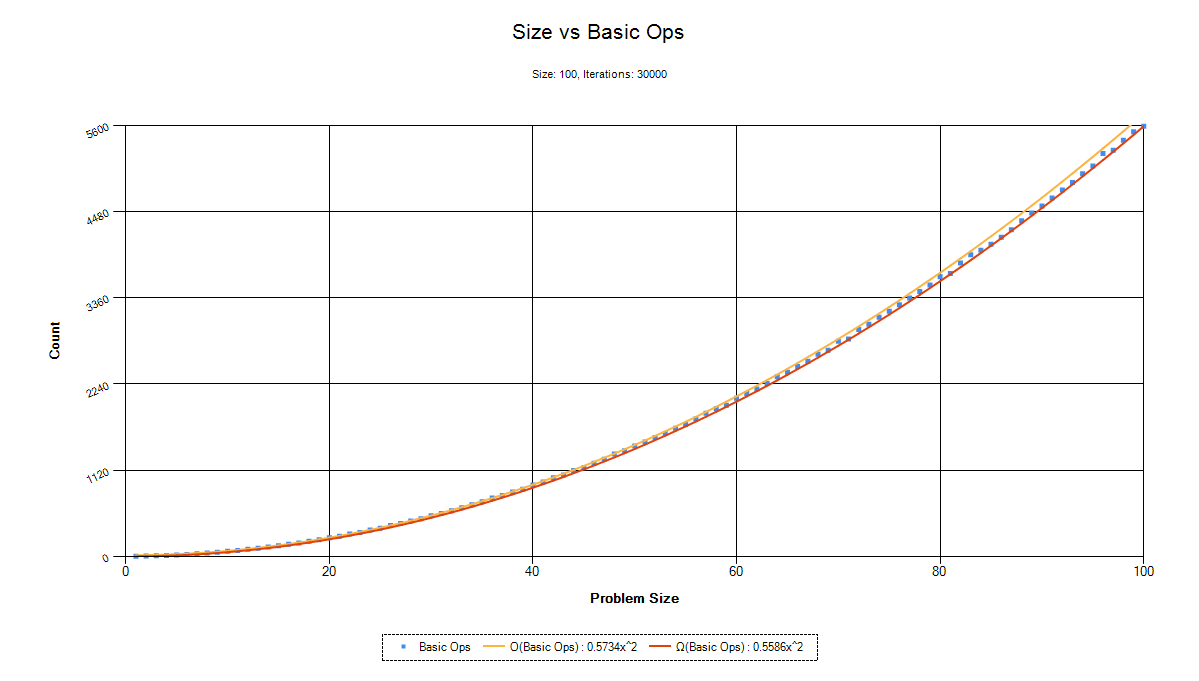 Size vs Basic Ops
Size: 100, Iterations: 30000
5600
4480
3360
2240
1120
0
Count
0 20 40 60 80 100
Problem Size
Basic Ops O(Basic Ops) : 0.5734x^2 Ω(Basic Ops) : 0.5586x^2